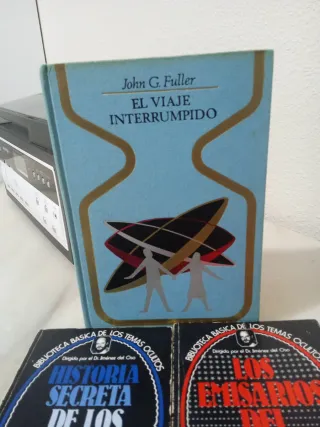 John G. Fuller
EL VIAJE
INTERRUMPIDO
BIBLIOTECA BASICA DE LOS TEMAS OCULTOS
Dirigida por el Dr. Jiménez del Oso
HISTORIA
SECRETA
DE LOS
BIBLIOTECA BASICA DE LOS TEMAS OCULTOS
Dirigida por el Dr. Jiménez del Oso
LOS
EMISARIOS
DEL